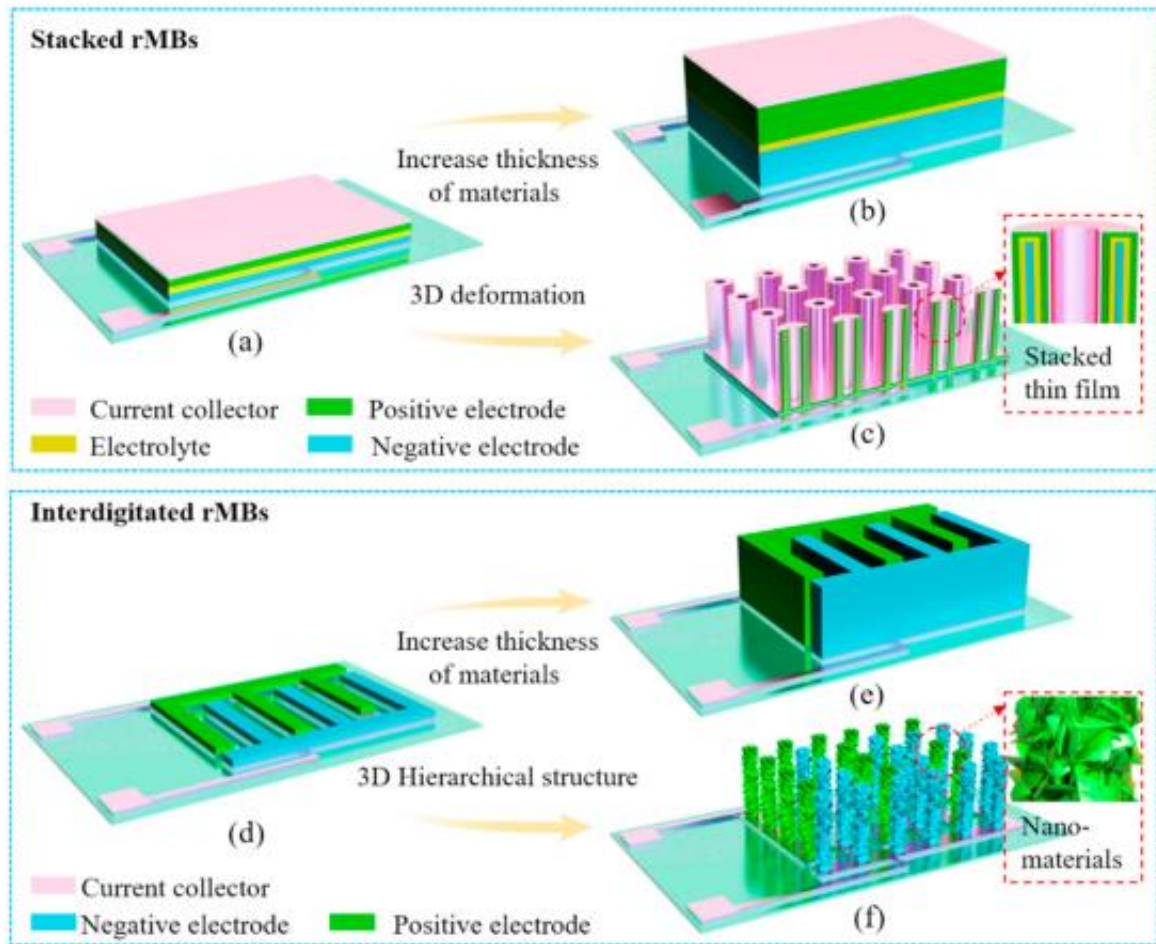 Stacked rMBs
Increase thickness
of materials
(b)
3D deformation
(a)
Stacked
thin film
(c)
Current collector
Positive electrode
Electrolyte
Negative electrode
Interdigitated rMBs
Increase thickness
of materials
(e)
3D Hierarchical structure
(d)
Nano-
materials
(f)
Current collector
Negative electrode
Positive electrode